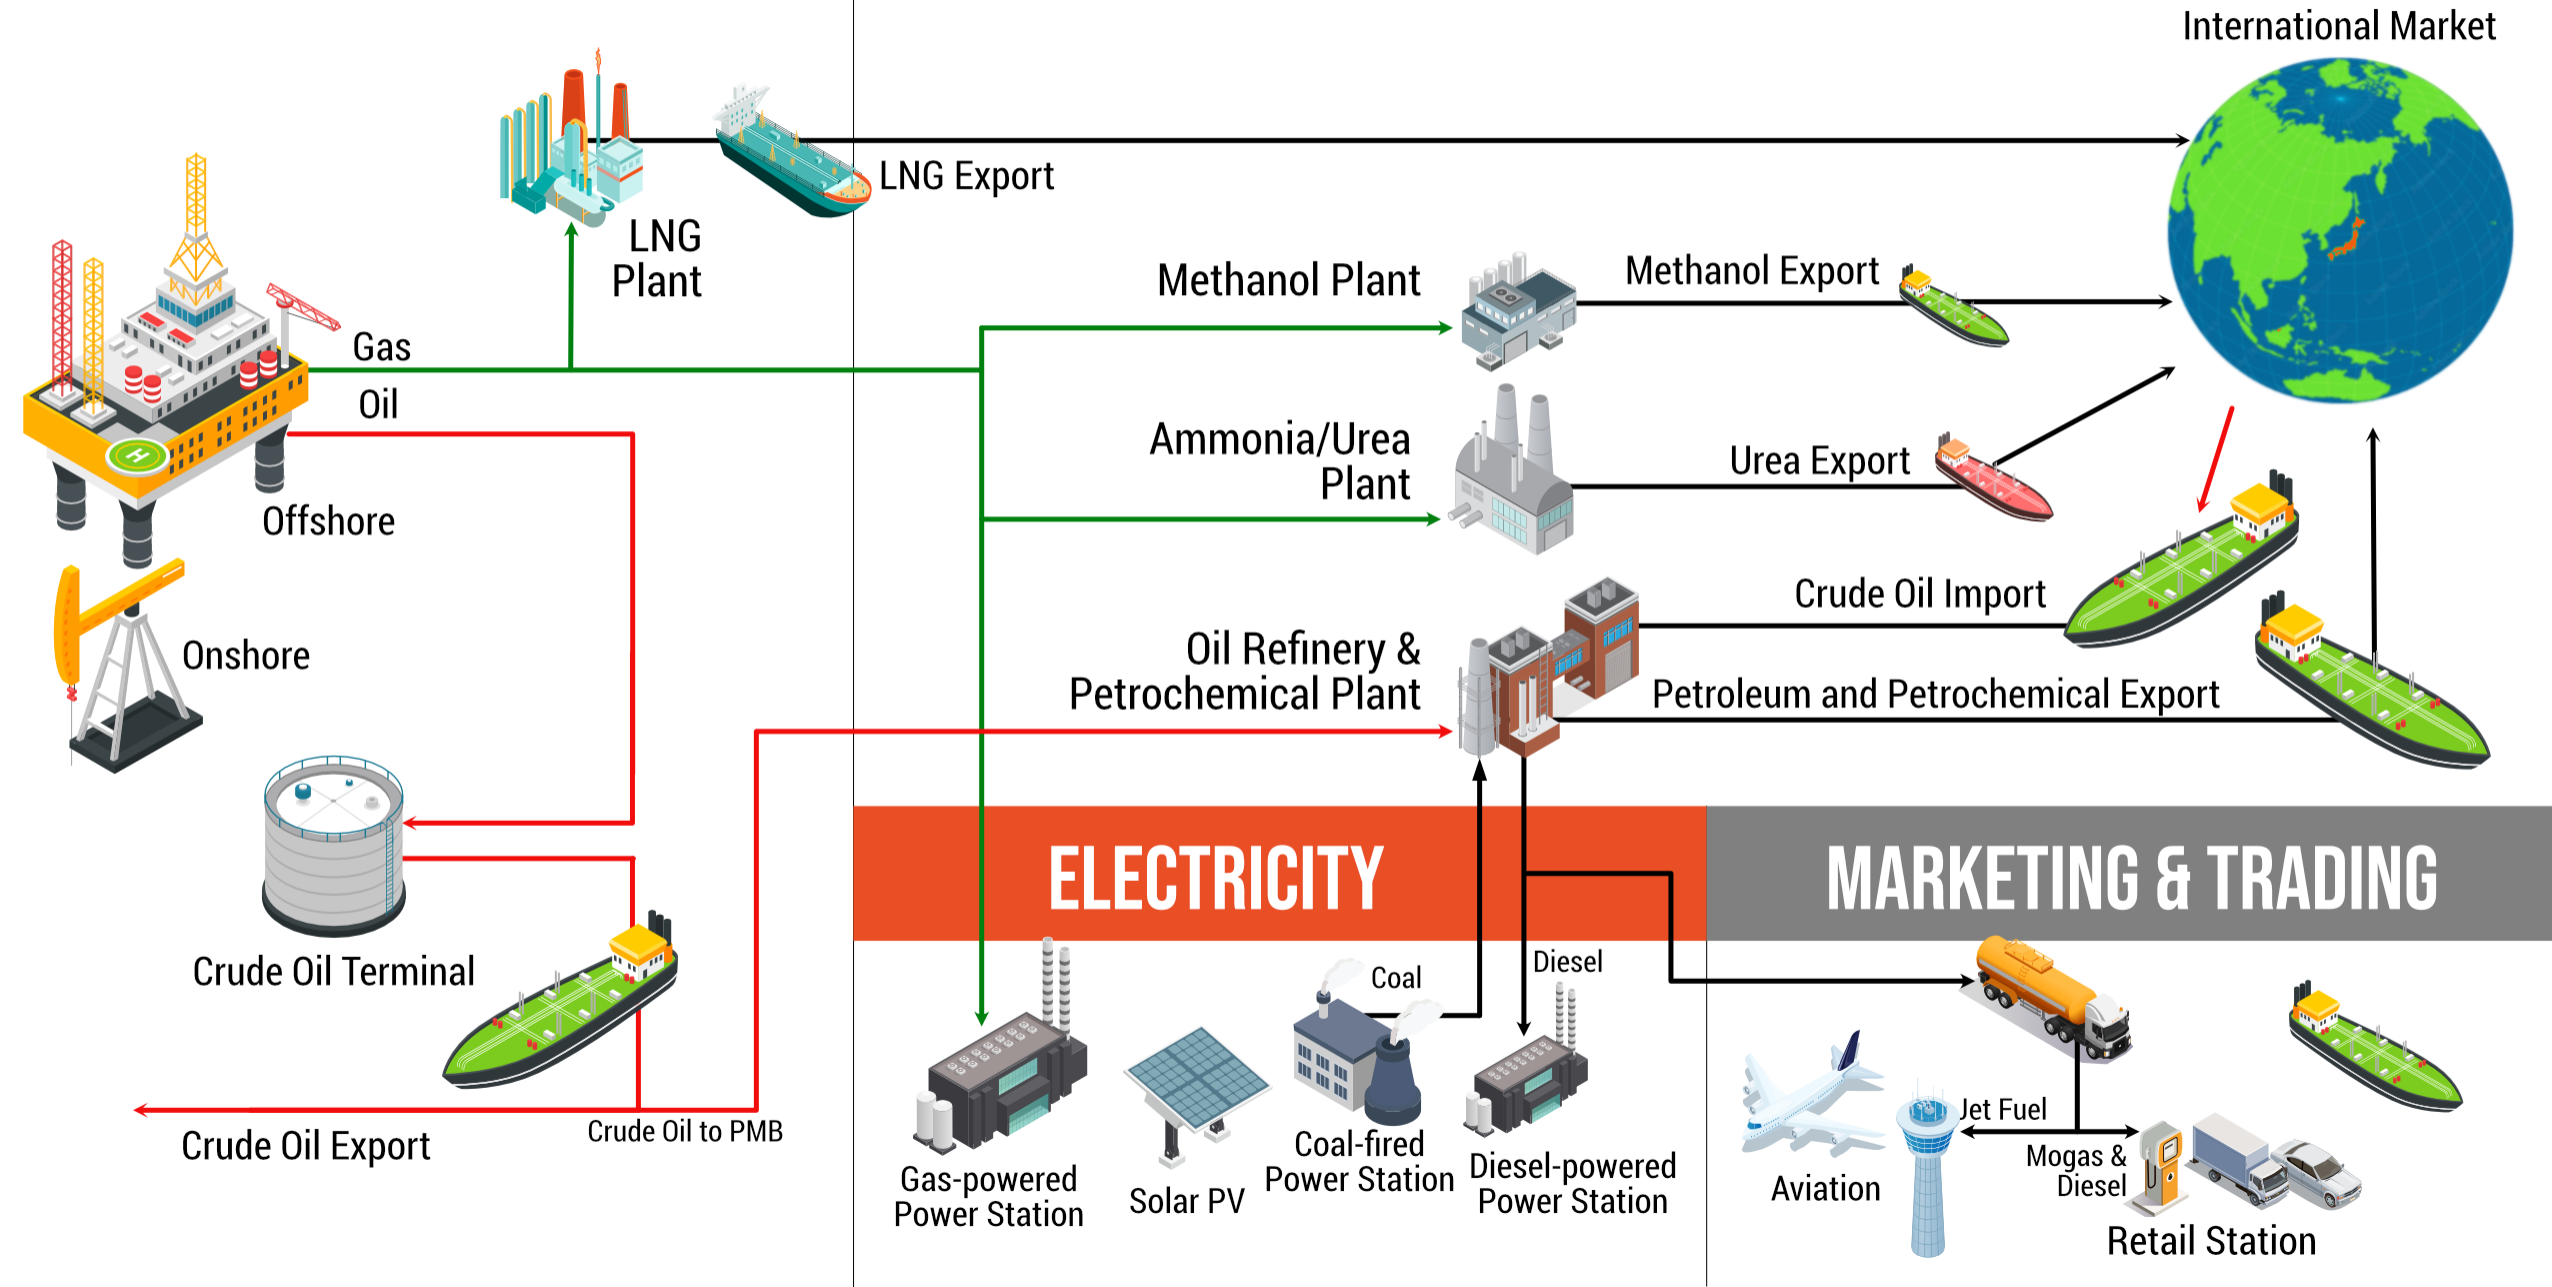 International Market
LNG Export
LNG
Plant
Methanol Plant
Methanol Export
Gas
Oil
Ammonia/Urea
Plant
Urea Export
Offshore
Crude Oil Import
Onshore
Oil Refinery &
Petrochemical Plant
Petroleum and Petrochemical Export
ELECTRICITY
MARKETING & TRADING
Crude Oil Terminal
Coal
Diesel
Crude Oil Export
Crude Oil to PMB
Gas-powered
Power Station
Solar PV
Coal-fired
Power Station
Diesel-powered
Power Station
Aviation
Jet Fuel
Mogas &
Diesel
Retail Station
H